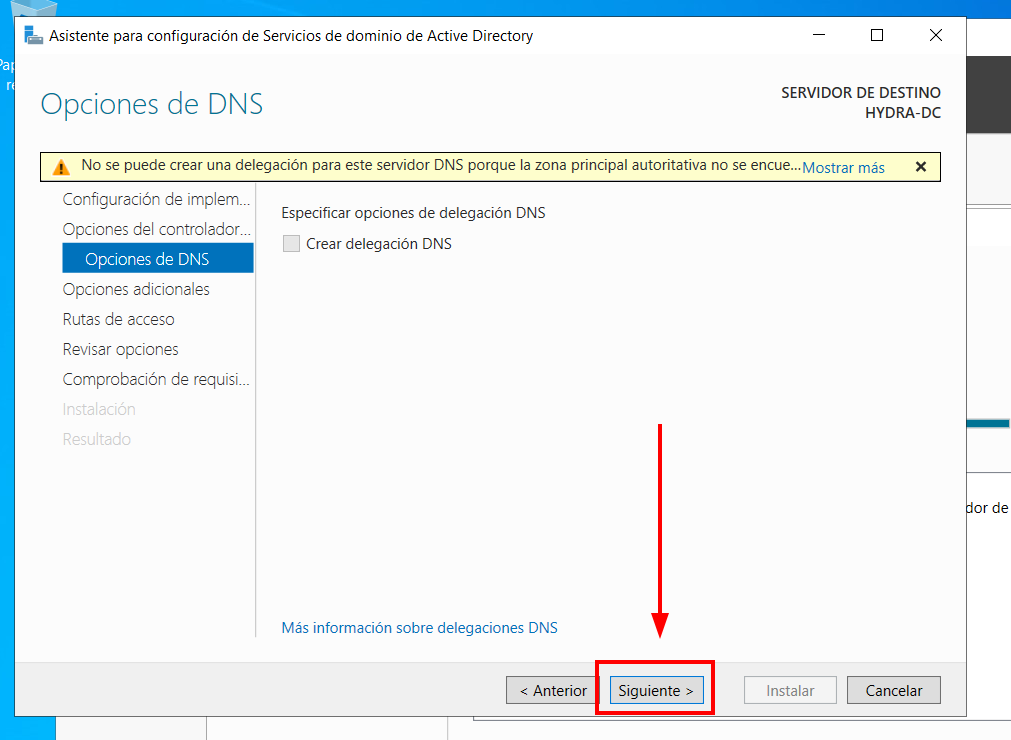 Pap
re
Asistente para configuración de Servicios de dominio de Active Directory
Opciones de DNS
SERVIDOR DE DESTINO
HYDRA-DC
No se puede crear una delegación para este servidor DNS porque la zona principal autoritativa no se encue... Mostrar más
Configuración de implem...
Opciones del controlador...
Opciones de DNS
Opciones adicionales
Rutas de acceso
Revisar opciones
Comprobación de requisi...
Instalación
Resultado
Especificar opciones de delegación DNS
Crear delegación DNS
dor de
Más información sobre delegaciones DNS
< Anterior
Siguiente >
Instalar
Cancelar